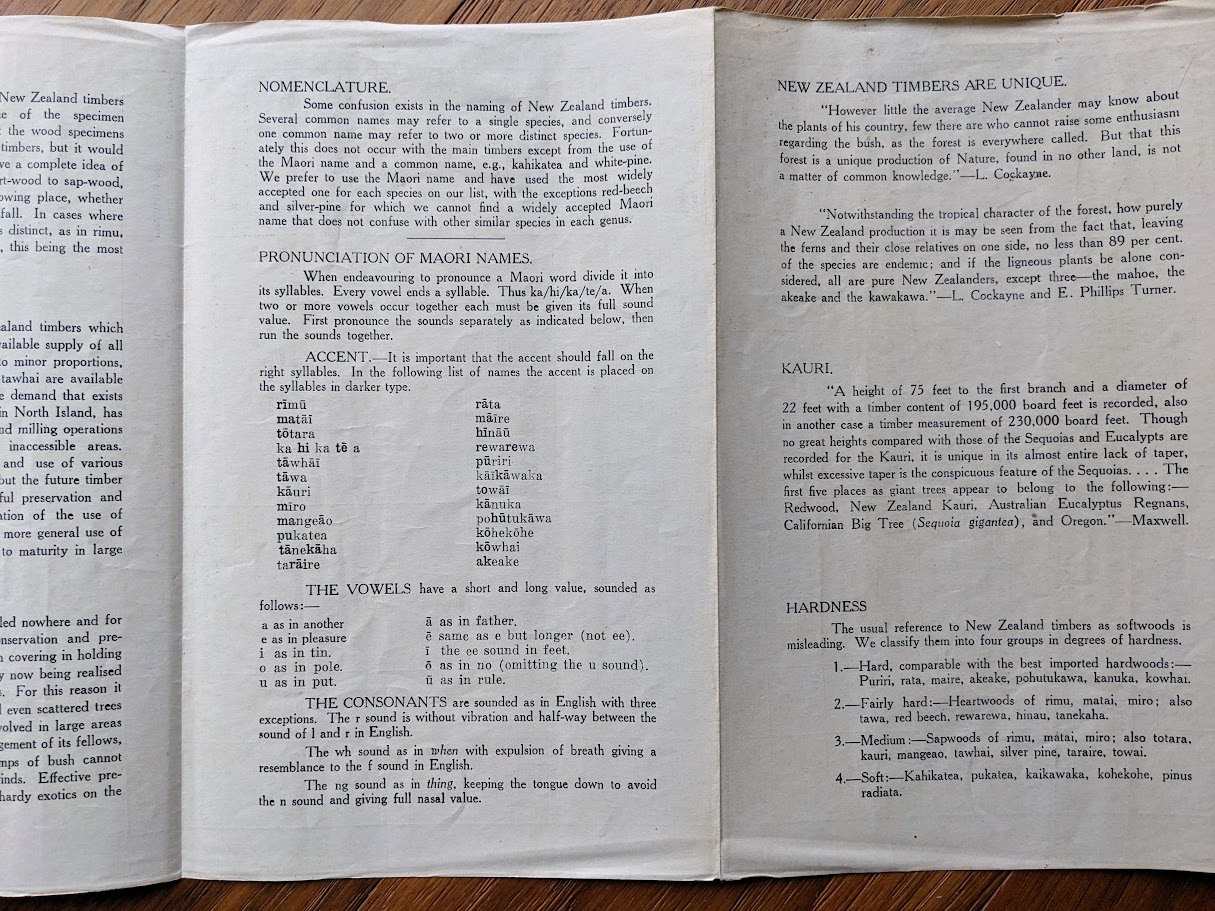 New Zealand timbers
of the specimen
the wood specimens
timbers, but it would
a complete idea of
to sap-wood,
place, whether
fall. In cases where
distinct, as in rimu,
, this being the most
timbers which
supply of all
to minor proportions,
tawhai are available
demand that exists
in North Island, has
milling operations
inaccessible areas.
and use of various
but the future timber
preservation and
of the use of
more general use of
to maturity in large
nowhere and for
and pre-
covering in holding
now being realised
For this reason it
even scattered trees
in large areas
of its fellows,
of bush cannot
Effective pre-
hardy exotics on the
NOMENCLATURE.
Some confusion exists in the naming of New Zealand timbers.
Several common names may refer to a single species, and conversely
one common name may refer to two or more distinct species. Fortun-
ately this does not occur with the main timbers except from the use of
the Maori name and a common name, e.g., kahikatea and white-pine.
We prefer to use the Maori name and have used the most widely
accepted one for each species on our list, with the exceptions red-beech
and silver-pine for which we cannot find a widely accepted Maori
name that does not confuse with other similar species in each genus.
PRONUNCIATION OF MAORI NAMES.
When endeavouring to pronounce a Maori word divide it into
its syllables. Every vowel ends a syllable. Thus ka/hi/ka/te/a. When
two or more vowels occur together each must be given its full sound
value. First pronounce the sounds separately as indicated below, then
run the sounds together.
ACCENT.—It is important that the accent should fall on the
right syllables. In the following list of names the accent is placed on
the syllables in darker type.
rīmū
matāī
tōtara
ka hi ka tē a
tāwhāī
tāwa
kāuri
mīro
mangeāo
pukatea
tānekāha
tarāire
rāta
māire
hīnāū
rewarewa
pūriri
kāīkāwaka
towāī
kānuka
pohūtukāwa
kōhekōhe
kōwhai
akeake
THE VOWELS have a short and long value, sounded as
follows:—
a as in another
e as in pleasure
i as in tin.
o as in pole.
u as in put.
ā as in father.
ē same as e but longer (not ee).
ī the ee sound in feet.
ō as in no (omitting the u sound).
ū as in rule.
THE CONSONANTS are sounded as in English with three
exceptions. The r sound is without vibration and half-way between the
sound of l and r in English.
The wh sound as in when with expulsion of breath giving a
resemblance to the f sound in English.
The ng sound as in thing, keeping the tongue down to avoid
the n sound and giving full nasal value.
NEW ZEALAND TIMBERS ARE UNIQUE.
"However little the average New Zealander may know about
the plants of his country, few there are who cannot raise some enthusiasm
regarding the bush, as the forest is everywhere called. But that this
forest is a unique production of Nature, found in no other land, is not
a matter of common knowledge."—L. Cockayne.
"Notwithstanding the tropical character of the forest, how purely
a New Zealand production it is may be seen from the fact that, leaving
the ferns and their close relatives on one side, no less than 89 per cent.
of the species are endemic; and if the ligneous plants be alone con-
sidered, all are pure New Zealanders, except three—the mahoe, the
akeake and the kawakawa."—L. Cockayne and E. Phillips Turner.
KAURI.
"A height of 75 feet to the first branch and a diameter of
22 feet with a timber content of 195,000 board feet is recorded, also
in another case a timber measurement of 230,000 board feet. Though
no great heights compared with those of the Sequoias and Eucalypts are
recorded for the Kauri, it is unique in its almost entire lack of taper,
whilst excessive taper is the conspicuous feature of the Sequoias. . . . The
first five places as giant trees appear to belong to the following:—
Redwood, New Zealand Kauri, Australian Eucalyptus Regnans,
Californian Big Tree (Sequoia gigantea), and Oregon."—Maxwell.
HARDNESS
The usual reference to New Zealand timbers as softwoods is
misleading. We classify them into four groups in degrees of hardness.
1.—Hard, comparable with the best imported hardwoods:—
Puriri, rata, maire, akeake, pohutukawa, kanuka, kowhai.
2.—Fairly hard:—Heartwoods of rimu, matai, miro; also
tawa, red beech, rewarewa, hinau, tanekaha.
3.—Medium:—Sapwoods of rimu, matai, miro; also totara,
kauri, mangeao, tawhai, silver pine, taraire, towai.
4.—Soft:—Kahikatea, pukatea, kaikawaka, kohekohe, pinus
radiata.